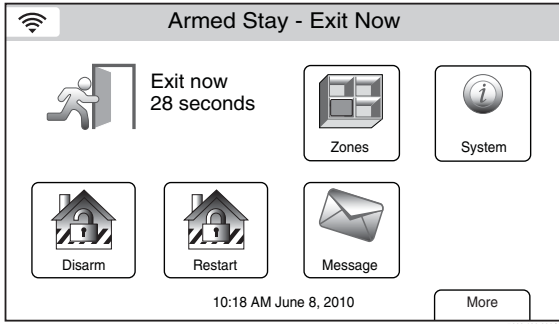 Armed Stay - Exit Now
Exit now
28 seconds
Zones
i
System
Disarm
Restart
Message
10:18 AM June 8, 2010
More